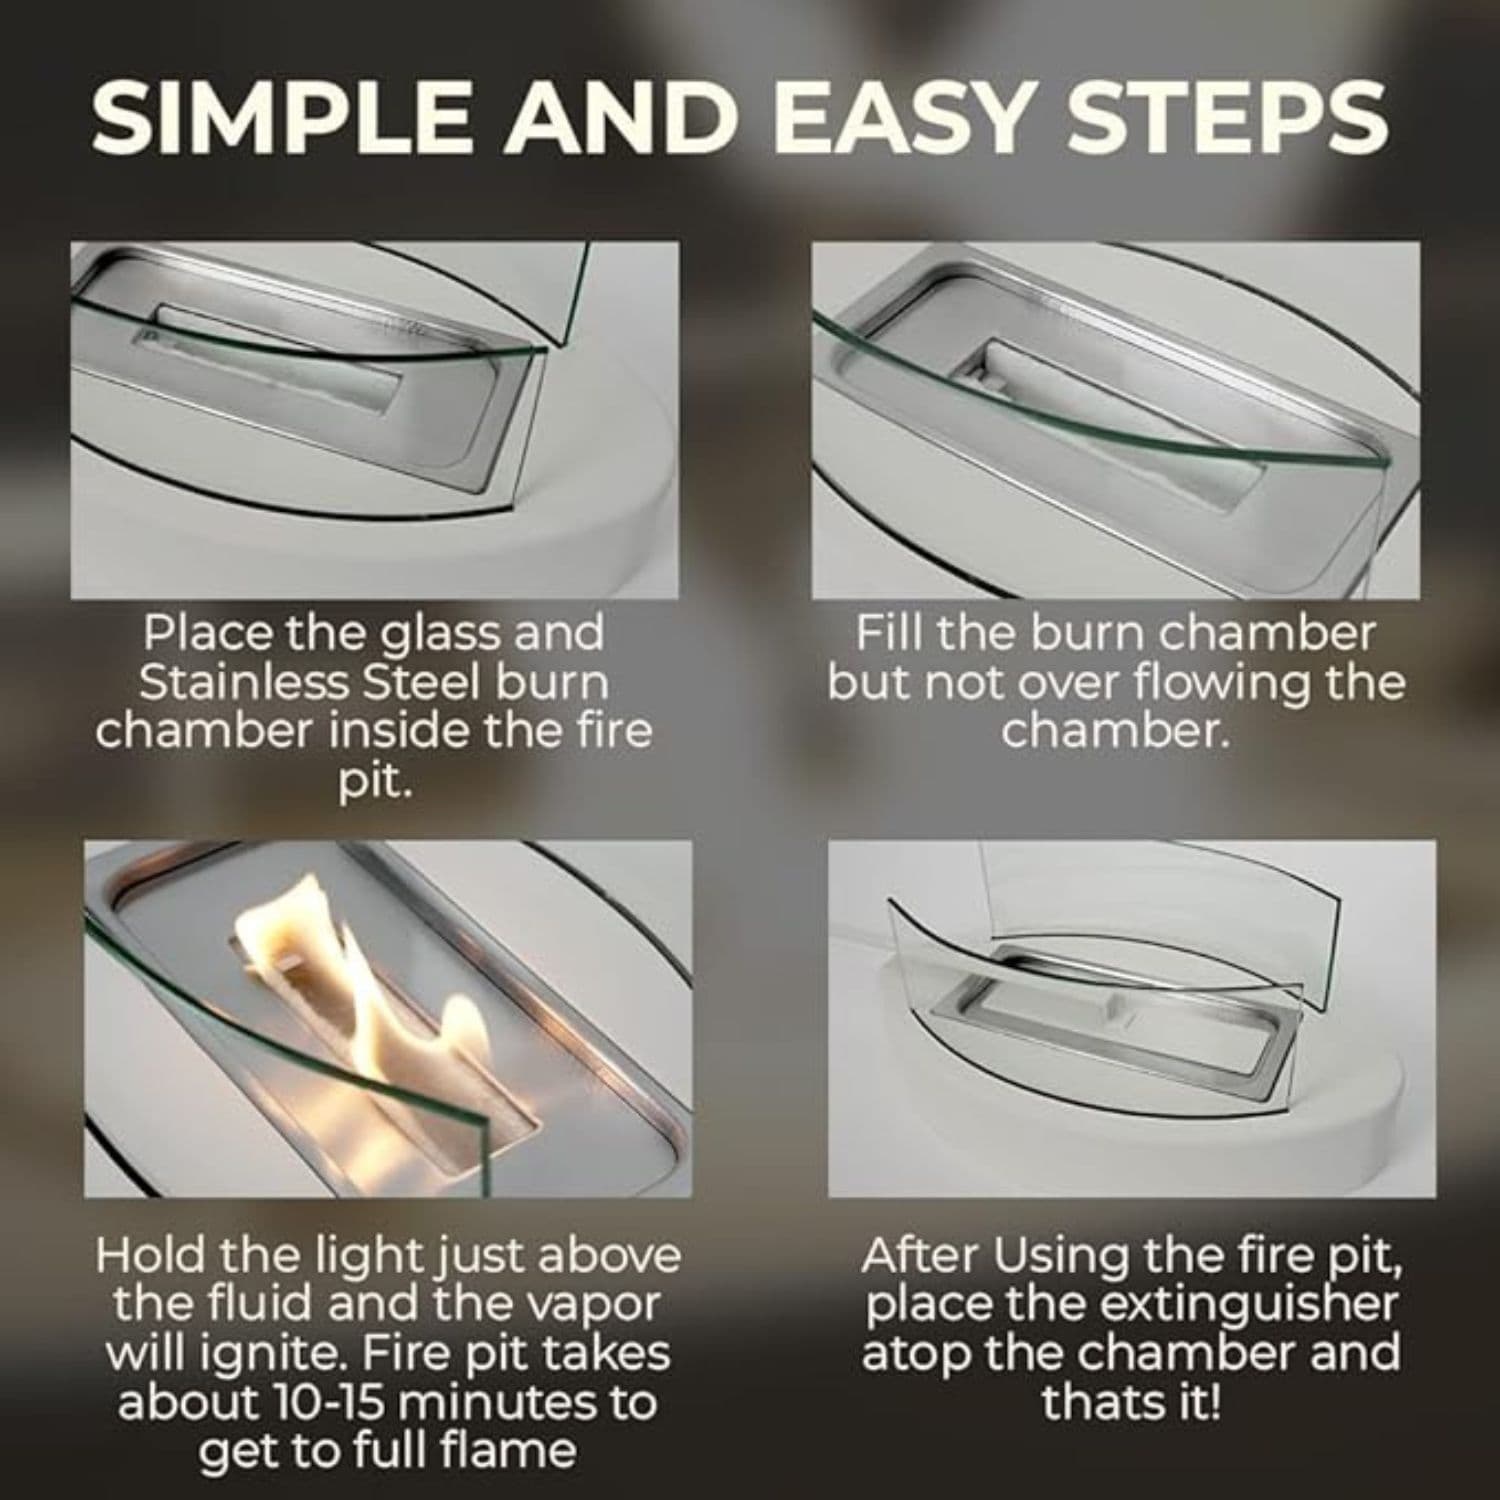 SIMPLE AND EASY STEPS
Place the glass and
Stainless Steel burn
chamber inside the fire
pit.
Fill the burn chamber
but not over flowing the
chamber.
Hold the light just above
the fluid and the vapor
will ignite. Fire pit takes
about 10-15 minutes to
get to full flame
After Using the fire pit,
place the extinguisher
atop the chamber and
thats it!